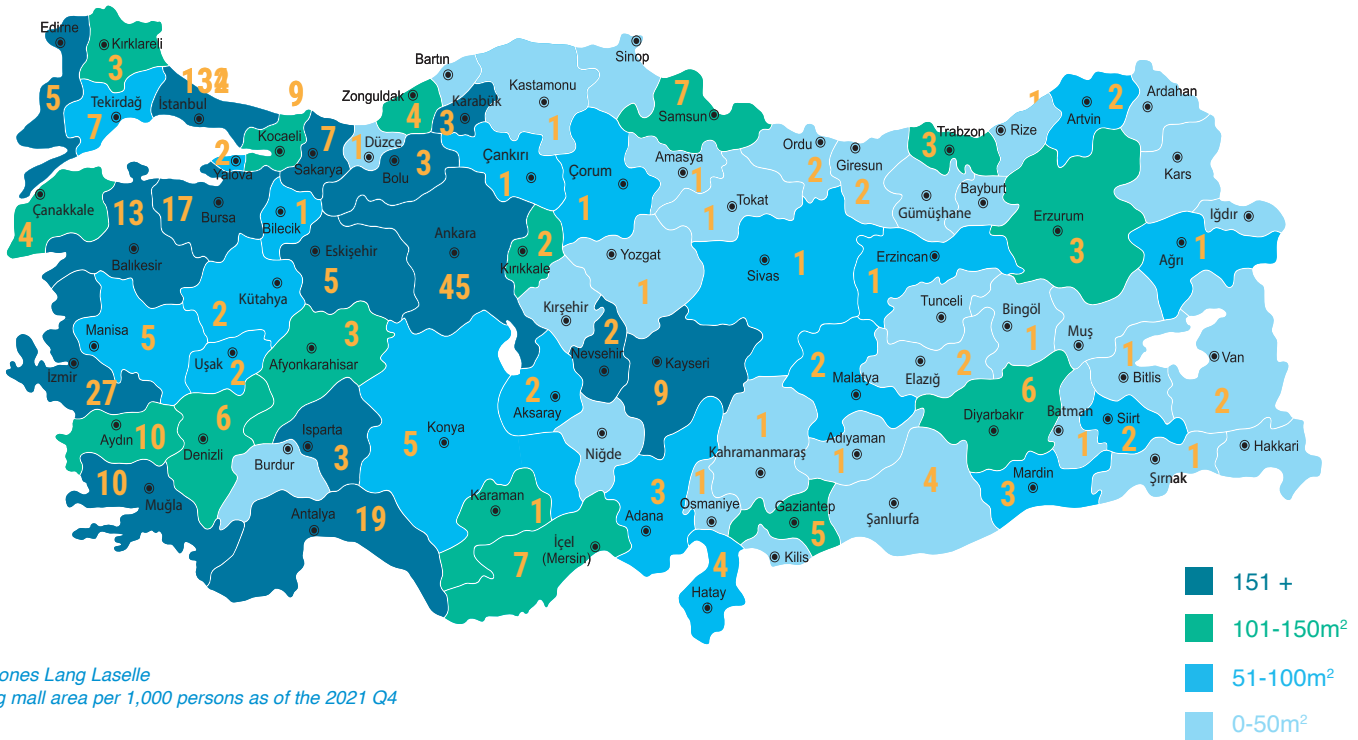 Edirne
Kırklareli
3
5
Tekirdağ
7
İstanbul
9
Kocaeli
2
Yalova
7
Sakarya
Zonguldak
4
Bartın
Karabük
3
1
Düzce
Bolu
3
Kastamonu
1
Sinop
7
Samsun
Çankırı
1
Çorum
1
Amasya
1
Tokat
1
Ordu
2
Giresun
2
Trabzon
3
Gümüşhane
Bayburt
1
Rize
2
Artvin
Ardahan
Kars
Iğdır
Erzurum
3
Ağrı
1
Çanakkale
4
13
Balıkesir
17
Bursa
1
Bilecik
Eskişehir
5
Ankara
45
2
Kırıkkale
Yozgat
1
Kırşehir
Sivas
1
Erzincan
1
Tunceli
Bingöl
1
Muş
Elazığ
2
1
Bitlis
Van
2
Manisa
5
Kütahya
2
Uşak
2
3
Afyonkarahisar
İzmir
27
2
Nevsehir
Kayseri
9
2
Malatya
2
Aksaray
Aydın
10
6
Denizli
Isparta
3
Burdur
Konya
5
Niğde
1
Kahramanmaraş
Adıyaman
1
6
Diyarbakır
Batman
1
Siirt
2
Hakkari
1
Şırnak
Mardin
3
4
Şanlıurfa
10
Muğla
Antalya
19
Karaman
1
İçel
(Mersin)
7
3
Adana
1
Osmaniye
Gaziantep
5
Kilis
4
Hatay
151 +
101-150m²
51-100m²
0-50m²
ones Lang Laselle
g mall area per 1,000 persons as of the 2021 Q4